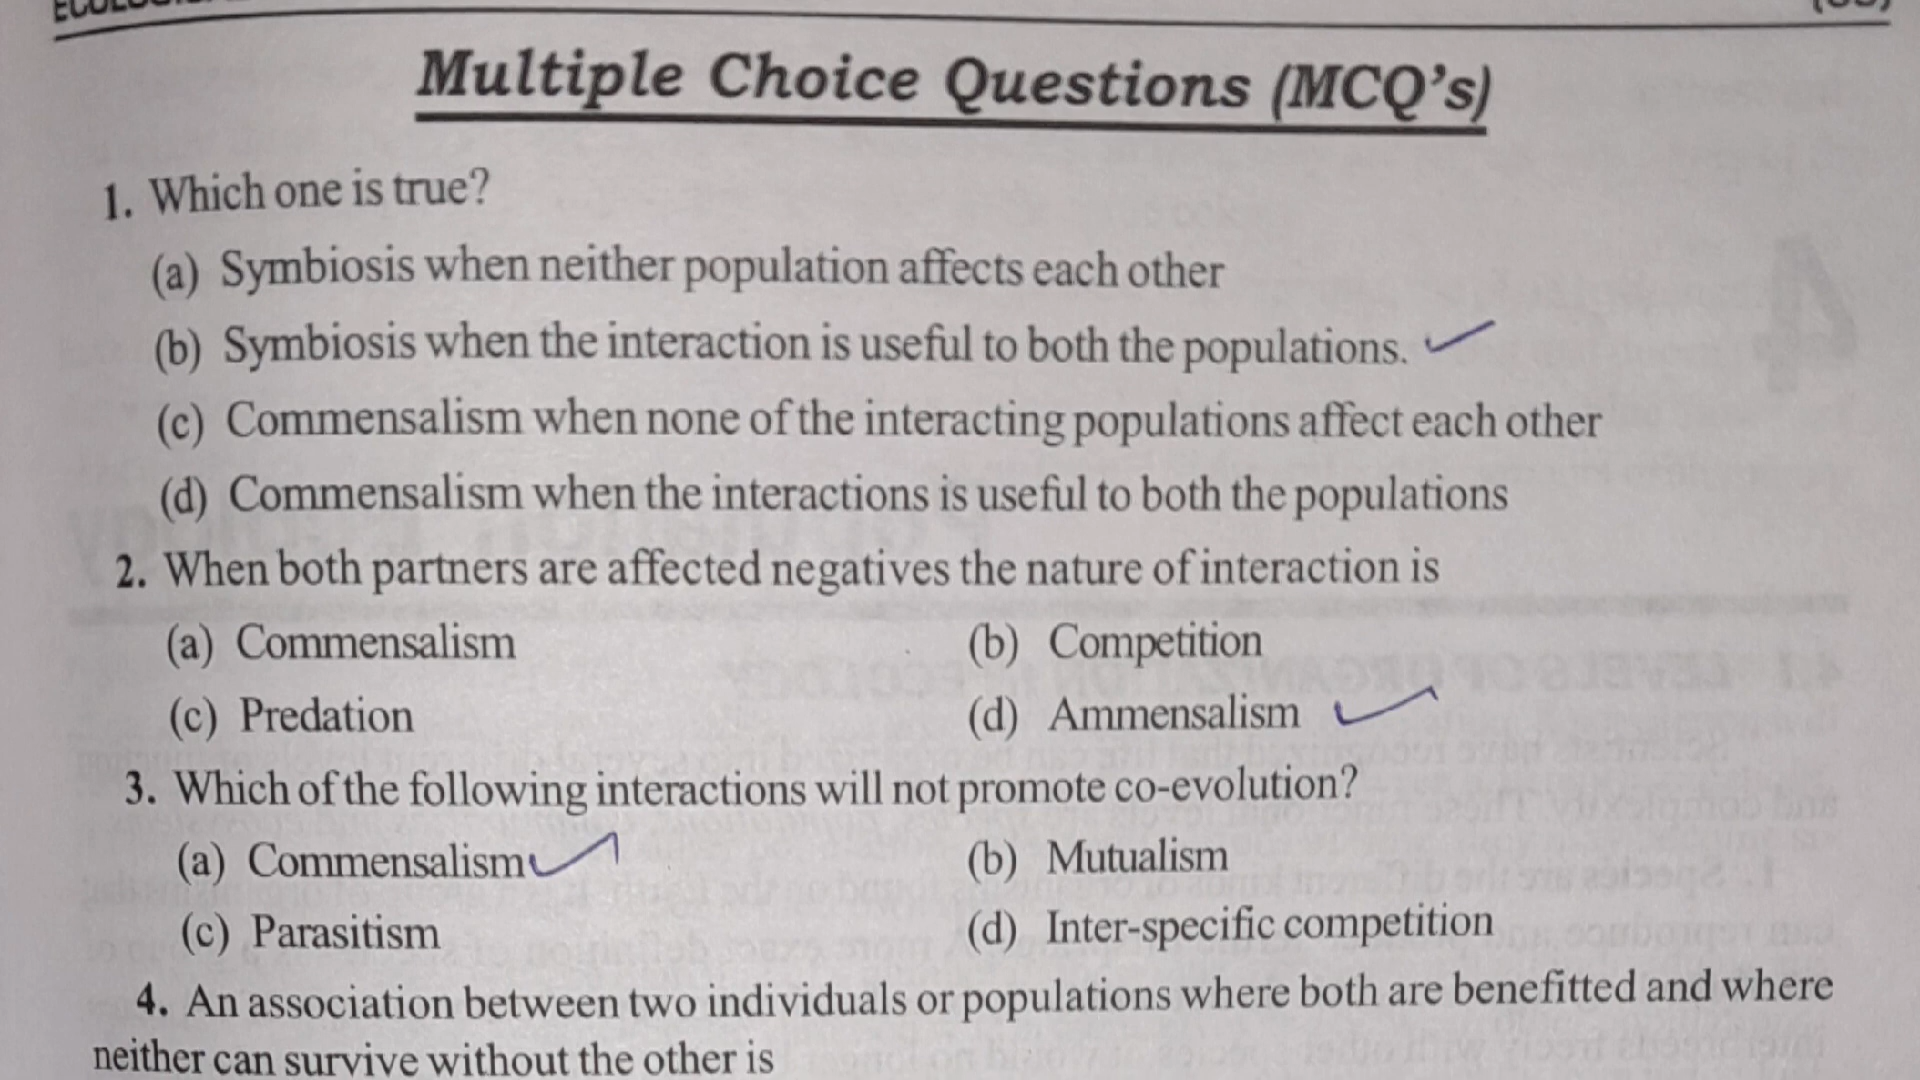 Multiple Choice Questions (MCQ's)
1. Which one is true?
(a) Symbiosis when neither population affects each other
(b) Symbiosis when the interaction is useful to both the populations.
(c) Commensalism when none of the interacting populations affect each other
(d) Commensalism when the interactions is useful to both the populations
2. When both partners are affected negatives the nature of interaction is
(a) Commensalism (b) Competition
(c) Predation (d) Ammensalism
3. Which of the following interactions will not promote co-evolution?
(a) Commensalism (b) Mutualism
(c) Parasitism (d) Inter-specific competition
4. An association between two individuals or populations where both are benefitted and where
neither can survive without the other is